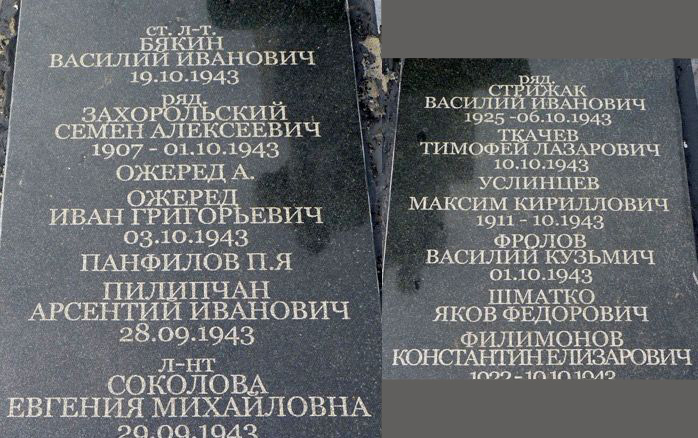 ст. л-т.
БЯКИН
ВАСИЛИЙ ИВАНОВИЧ
19.10.1943
ряд.
ЗАХОРОЛЬСКИЙ
СЕМЕН АЛЕКСЕЕВИЧ
1907 - 01.10.1943
ОЖЕРЕД А.
ОЖЕРЕД
ИВАН ГРИГОРЬЕВИЧ
03.10.1943
ПАНФИЛОВ П.Я
ПИЛИПЧАН
АРСЕНТИЙ ИВАНОВИЧ
28.09.1943
л-нт
СОКОЛОВА
ЕВГЕНИЯ МИХАЙЛОВНА
29.09.1943
ряд.
СТРИЖАК
ВАСИЛИЙ ИВАНОВИЧ
1925 -06.10.1943
ТКАЧЕВ
ТИМОФЕЙ ЛАЗАРОВИЧ
10.10.1943
УСЛИНЦЕВ
МАКСИМ КИРИЛЛОВИЧ
1911 - 10.1943
ФРОЛОВ
ВАСИЛИЙ КУЗЬМИЧ
01.10.1943
ШМАТКО
ЯКОВ ФЕДОРОВИЧ
ФИЛИМОНОВ
КОНСТАНТИН ЕЛИЗАРОВИЧ